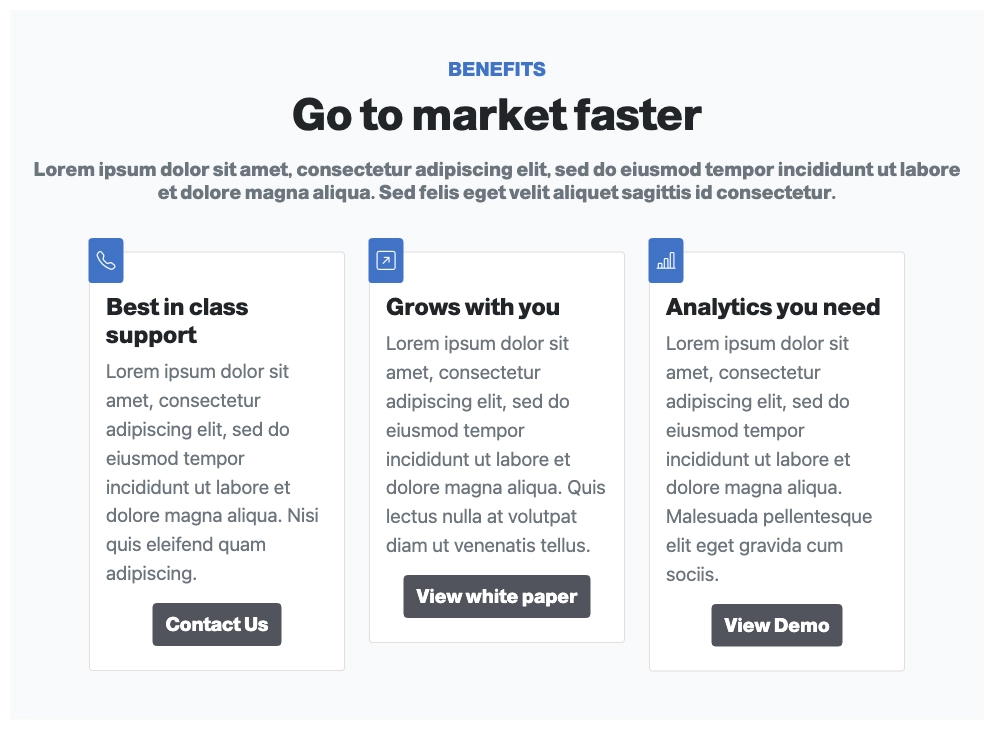 BENEFITS
Go to market faster
Lorem ipsum dolor sit amet, consectetur adipiscing elit, sed do eiusmod tempor incididunt ut labore
et dolore magna aliqua. Sed felis eget velit aliquet sagittis id consectetur.
Best in class
support
Lorem ipsum dolor sit
amet, consectetur
adipiscing elit, sed do
eiusmod tempor
incididunt ut labore et
dolore magna aliqua. Nisi
quis eleifend quam
adipiscing.
Contact Us
Grows with you
Lorem ipsum dolor sit
amet, consectetur
adipiscing elit, sed do
eiusmod tempor
incididunt ut labore et
dolore magna aliqua. Quis
lectus nulla at volutpat
diam ut venenatis tellus.
View white paper
Analytics you need
Lorem ipsum dolor sit
amet, consectetur
adipiscing elit, sed do
eiusmod tempor
incididunt ut labore et
dolore magna aliqua.
Malesuada pellentesque
elit eget gravida cum
sociis.
View Demo